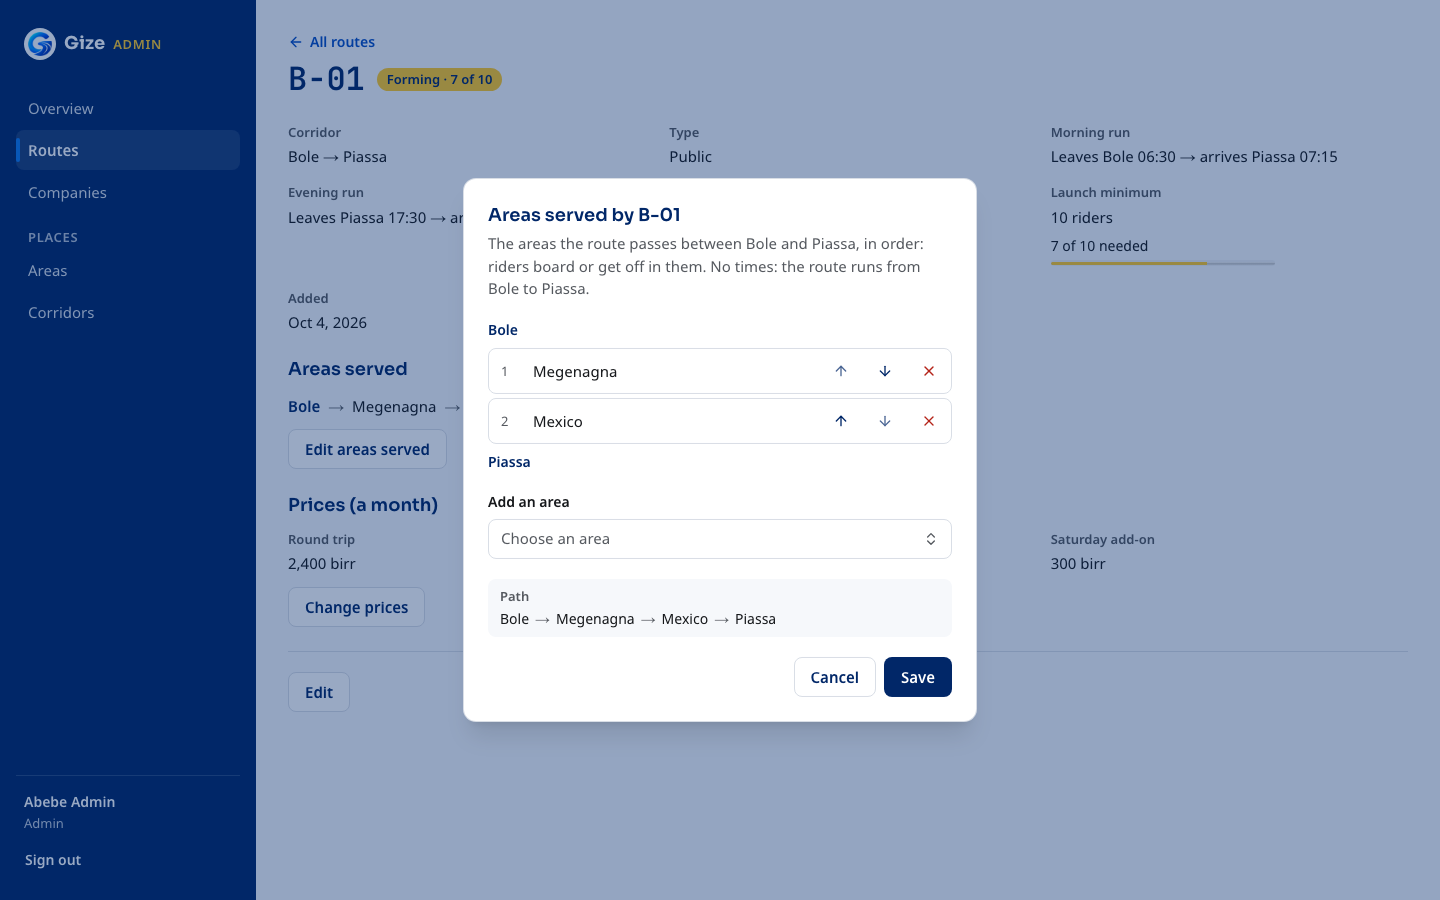 Gize ADMIN
Overview
Routes
Companies
PLACES
Areas
Corridors
Abebe Admin
Admin
Sign out
← All routes
B-01 Forming · 7 of 10
Corridor
Bole → Piassa
Type
Public
Morning run
Leaves Bole 06:30 → arrives Piassa 07:15
Evening run
Leaves Piassa 17:30 → ar
Launch minimum
10 riders
7 of 10 needed
Added
Oct 4, 2026
Areas served
Bole → Megenagna →
Edit areas served
Prices (a month)
Round trip
2,400 birr
Saturday add-on
300 birr
Change prices
Edit
Areas served by B-01
The areas the route passes between Bole and Piassa, in order:
riders board or get off in them. No times: the route runs from
Bole to Piassa.
Bole
1 Megenagna
2 Mexico
Piassa
Add an area
Choose an area
Path
Bole → Megenagna → Mexico → Piassa
Cancel
Save